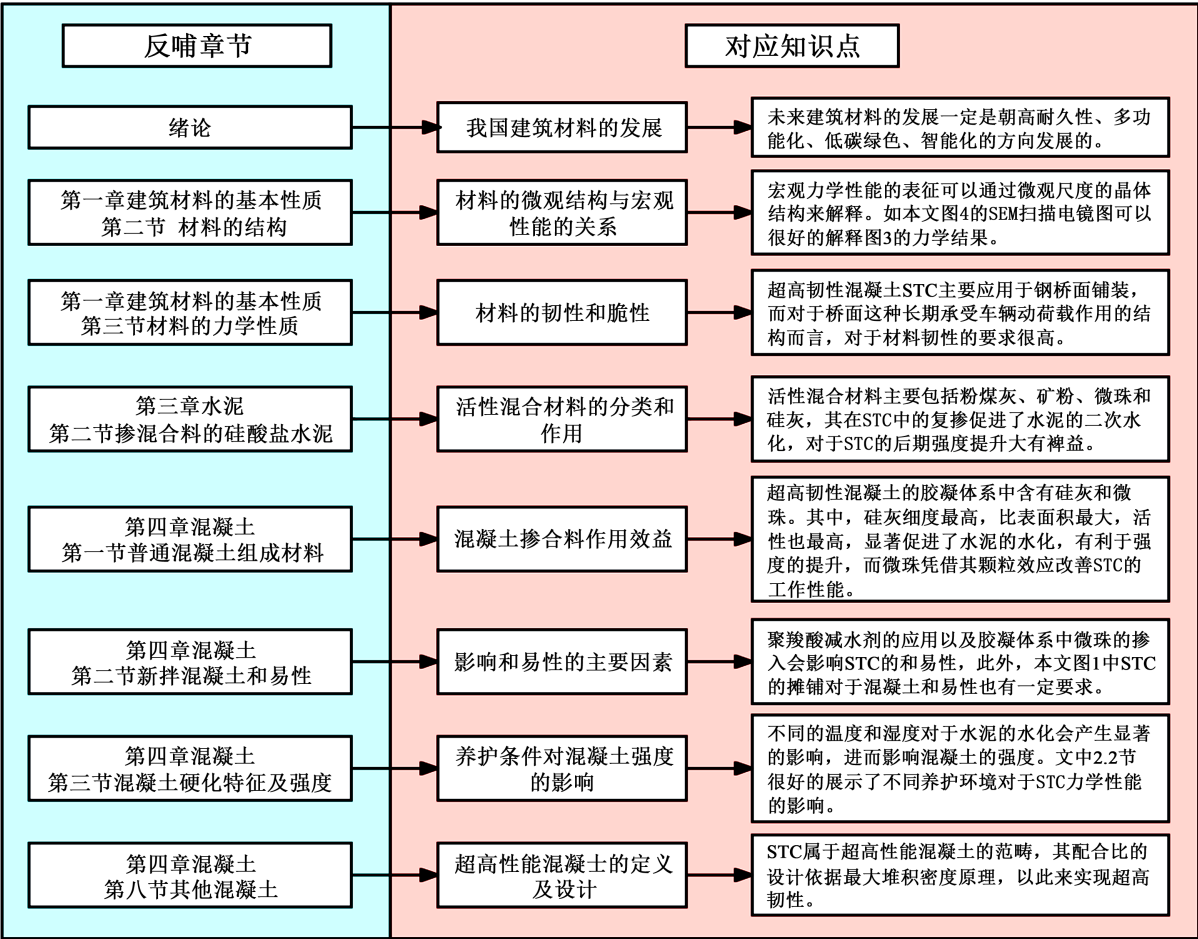 反哺章节
对应知识点
绪论
我国建筑材料的发展
未来建筑材料的发展一定是朝高耐久性、多功
能化、低碳绿色、智能化的方向发展的。
第一章建筑材料的基本性质
第二节 材料的结构
材料的微观结构与宏观
性能的关系
宏观力学性能的表征可以通过微观尺度的晶体
结构来解释。如本文图4的SEM扫描电镜图可以
很好的解释图3的力学结果。
第一章建筑材料的基本性质
第三节材料的力学性质
材料的韧性和脆性
超高韧性混凝土STC主要应用于钢桥面铺装，
而对于桥面这种长期承受车辆动荷载作用的结
构而言，对于材料韧性的要求很高。
第三章水泥
第二节掺混合料的硅酸盐水泥
活性混合材料的分类和
作用
活性混合材料主要包括粉煤灰、矿粉、微珠和
硅灰，其在STC中的复掺促进了水泥的二次水
化，对于STC的后期强度提升大有裨益。
第四章混凝土
第一节普通混凝土组成材料
混凝土掺合料作用效益
超高韧性混凝土的胶凝体系中含有硅灰和微
珠。其中，硅灰细度最高，比表面积最大，活
性也最高，显著促进了水泥的水化，有利于强
度的提升，而微珠凭借其颗粒效应改善STC的
工作性能。
第四章混凝土
第二节新拌混凝土和易性
影响和易性的主要因素
聚羧酸减水剂的应用以及胶凝体系中微珠的掺
入会影响STC的和易性，此外，本文图1中STC
的摊铺对于混凝土和易性也有一定要求。
第四章混凝土
第三节混凝土硬化特征及强度
养护条件对混凝土强度
的影响
不同的温度和湿度对于水泥的水化会产生显著
的影响，进而影响混凝土的强度。文中2.2节
很好的展示了不同养护环境对于STC力学性能
的影响。
第四章混凝土
第八节其他混凝土
超高性能混凝士的定义
及设计
STC属于超高性能混凝土的范畴，其配合比的
设计依据最大堆积密度原理，以此来实现超高
韧性。